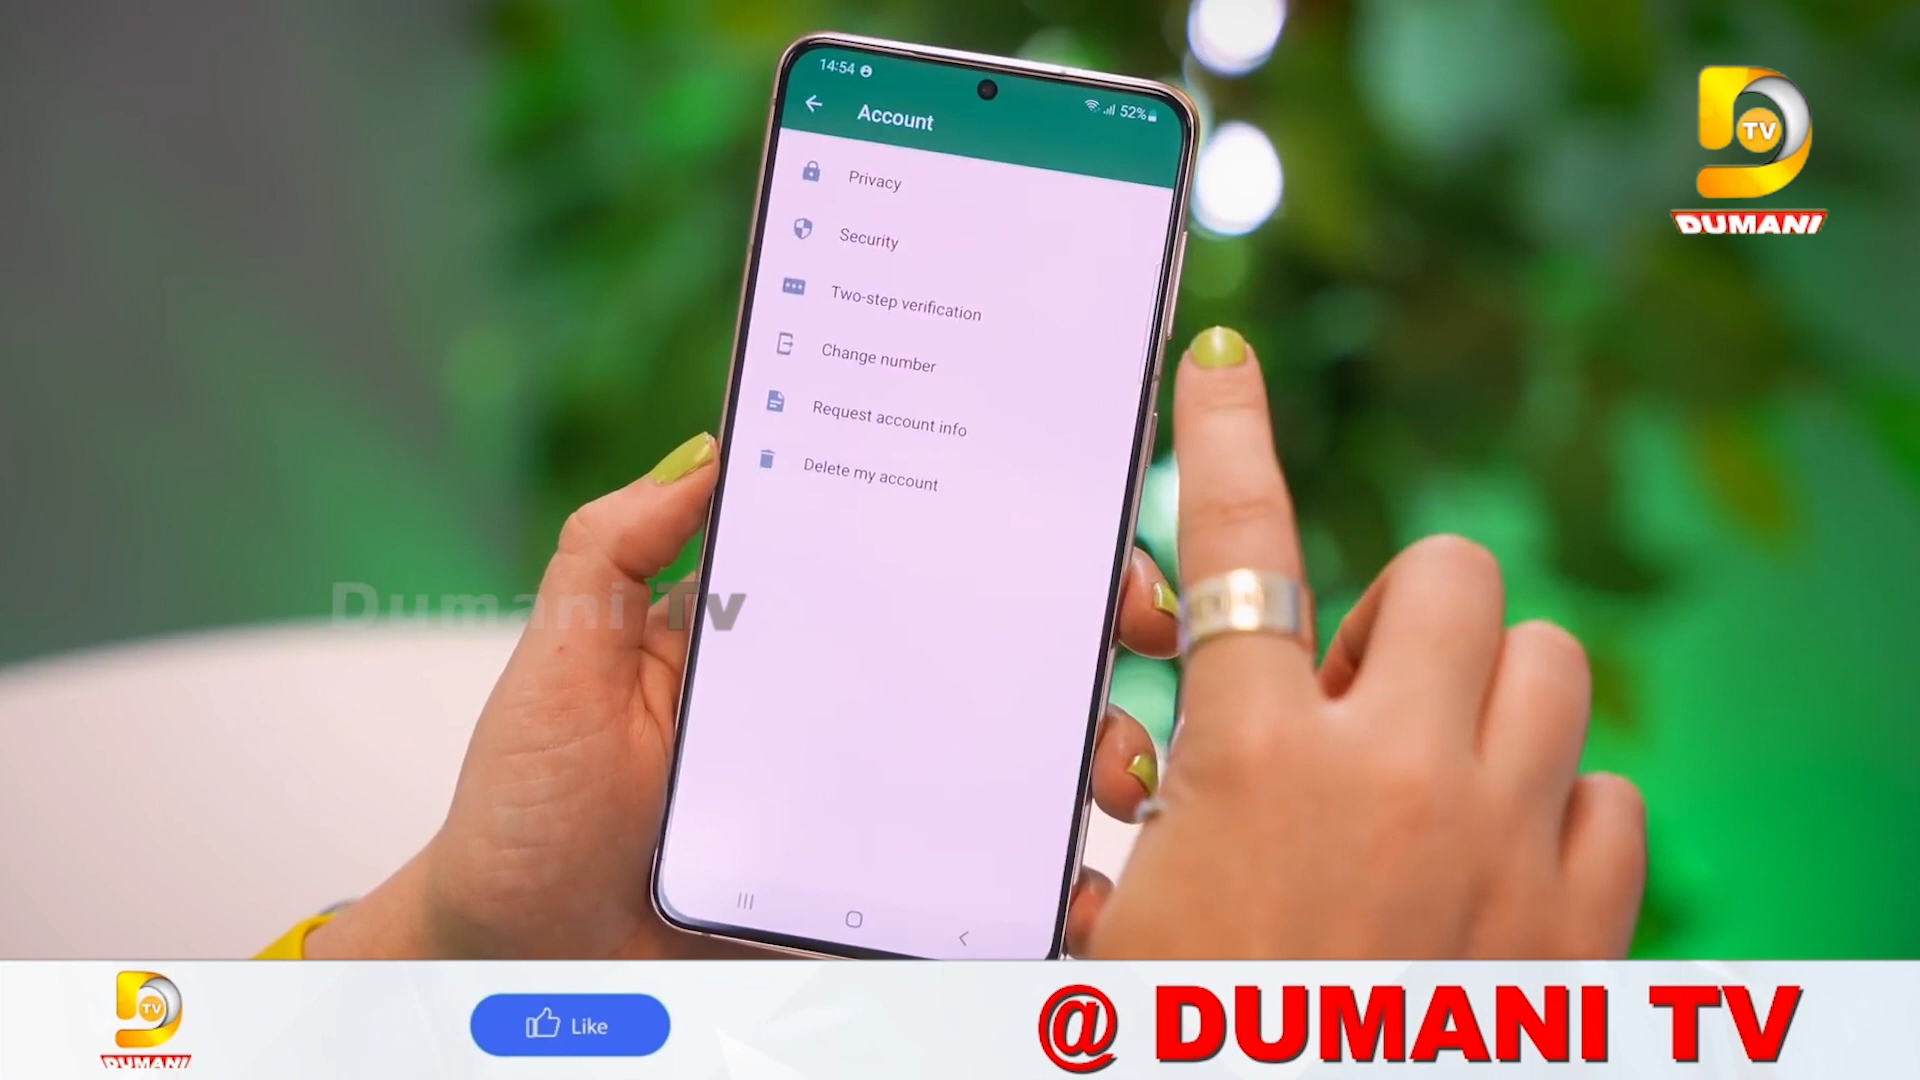 14:54
52%
Account
Privacy
Security
Two-step verification
Change number
Request account info
Delete my account
TV
DUMANI
Dumani Tv
TV
DUMANI
Like
@ DUMANI TV